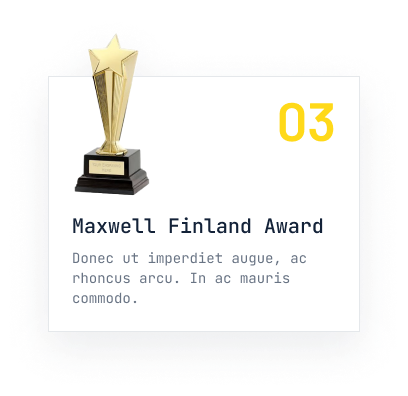 03
Maxwell Finland Award
Donec ut imperdiet augue, ac
rhoncus arcu. In ac mauris
commodo.